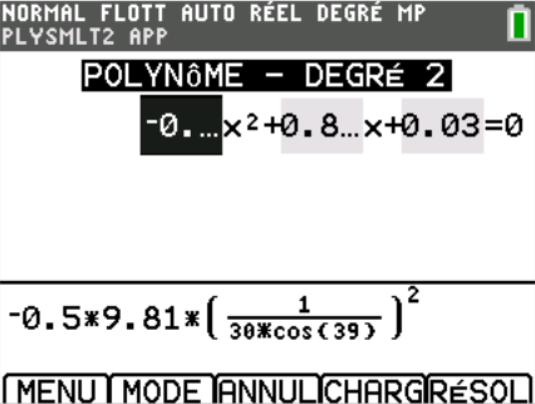 NORMAL FLOTT AUTO RÉEL DEGRÉ MP
PLYSMLT2 APP
POLYNôME – DEGRé 2
⁻0.…x²+0.8…x+0.03=0
⁻0.5*9.81*(1/(30*cos(39)))²
MENU MODE ANNUL CHARG RéSOL